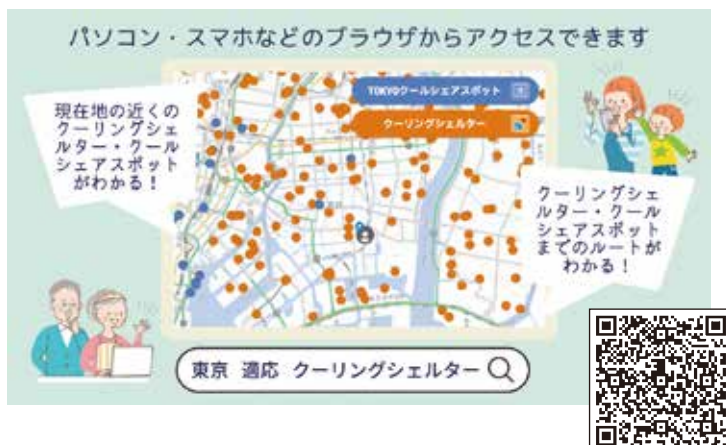 パソコン・スマホなどのブラウザからアクセスできます
TOKYOクールシェアスポット
クーリングシェルター
現在地の近くの
クーリングシェ
ルター・クール
シェアスポット
がわかる！
クーリングシェ
ルター・クール
シェアスポット
までのルートが
わかる！
東京 適応 クーリングシェルター